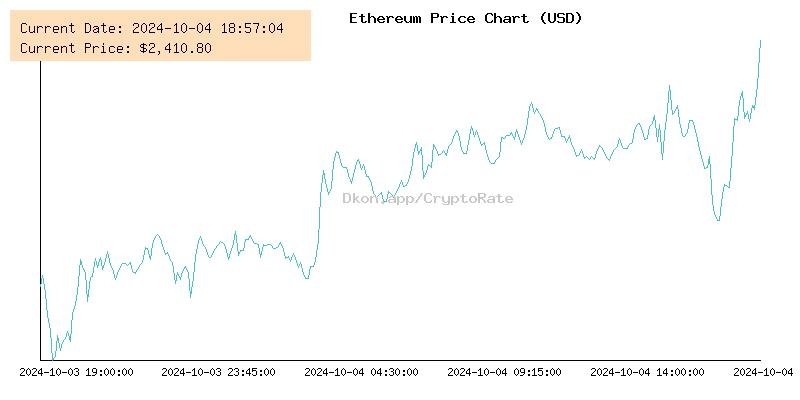 Ethereum Price Chart (USD)
Current Date: 2024-10-04 18:57:04
Current Price: $2,410.80
Dkon.app/CryptoRate
2024-10-03 19:00:00 2024-10-03 23:45:00 2024-10-04 04:30:00 2024-10-04 09:15:00 2024-10-04 14:00:00 2024-10-04